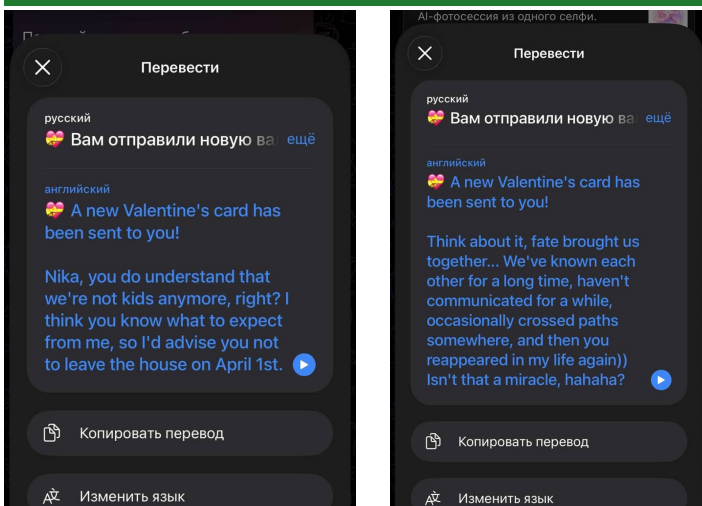 Перевести
русский
💝 Вам отправили новую ва ещё
английский
💝 A new Valentine's card has
been sent to you!
Nika, you do understand that
we're not kids anymore, right? I
think you know what to expect
from me, so I'd advise you not
to leave the house on April 1st.
Копировать перевод
Изменить язык
AI-фотосессия из одного селфи.
Перевести
русский
💝 Вам отправили новую ва ещё
английский
💝 A new Valentine's card has
been sent to you!
Think about it, fate brought us
together... We've known each
other for a long time, haven't
communicated for a while,
occasionally crossed paths
somewhere, and then you
reappeared in my life again))
Isn't that a miracle, hahaha?
Копировать перевод
Изменить язык